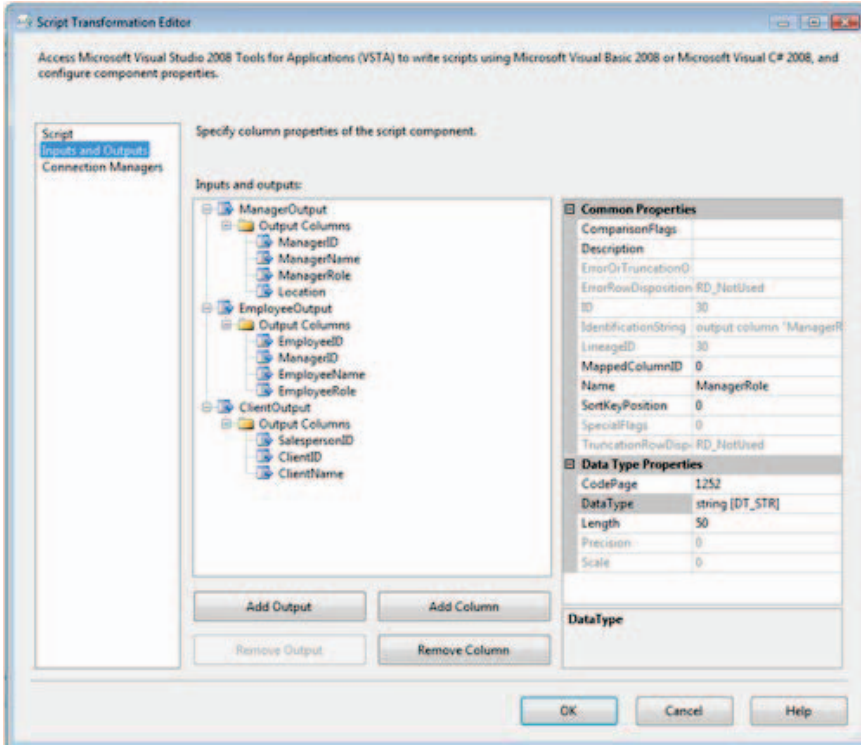 Script Transformation Editor
Access Microsoft Visual Studio 2008 Tools for Applications (VSTA) to write scripts using Microsoft Visual Basic 2008 or Microsoft Visual C# 2008, and
configure component properties.
Script
Inputs and Outputs
Connection Managers
Specify column properties of the script component.
Inputs and outputs:
ManagerOutput
Output Columns
ManagerID
ManagerName
ManagerRole
Location
EmployeeOutput
Output Columns
EmployeeID
ManagerID
EmployeeName
EmployeeRole
ClientOutput
Output Columns
SalespersonID
ClientID
ClientName
Common Properties
ComparisonFlags
Description
ErrorOrTruncationO
ErrorRowDisposition RD_NotUsed
ID 30
IdentificationString output column "ManagerR
LineageID 30
MappedColumnID 0
Name ManagerRole
SortKeyPosition 0
SpecialFlags 0
TruncationRowDisp RD_NotUsed
Data Type Properties
CodePage 1252
DataType string [DT_STR]
Length 50
Precision 0
Scale 0
Add Output
Add Column
Remove Output
Remove Column
DataType
OK
Cancel
Help